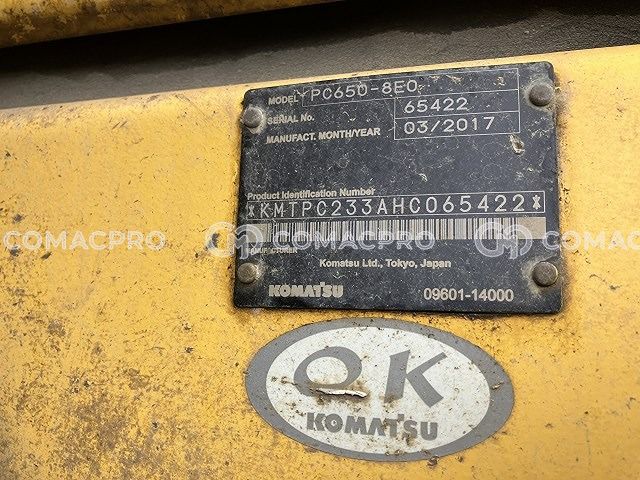 MODEL PC650-8E0
SERIAL No. 65422
MANUFACT. MONTH/YEAR 03/2017
Product Identification Number
*KMTPC233AHC065422*
COMACPRO COMACPRO
MANUFACTURER
Komatsu Ltd., Tokyo, Japan
KOMATSU 09601-14000
OK
KOMATSU